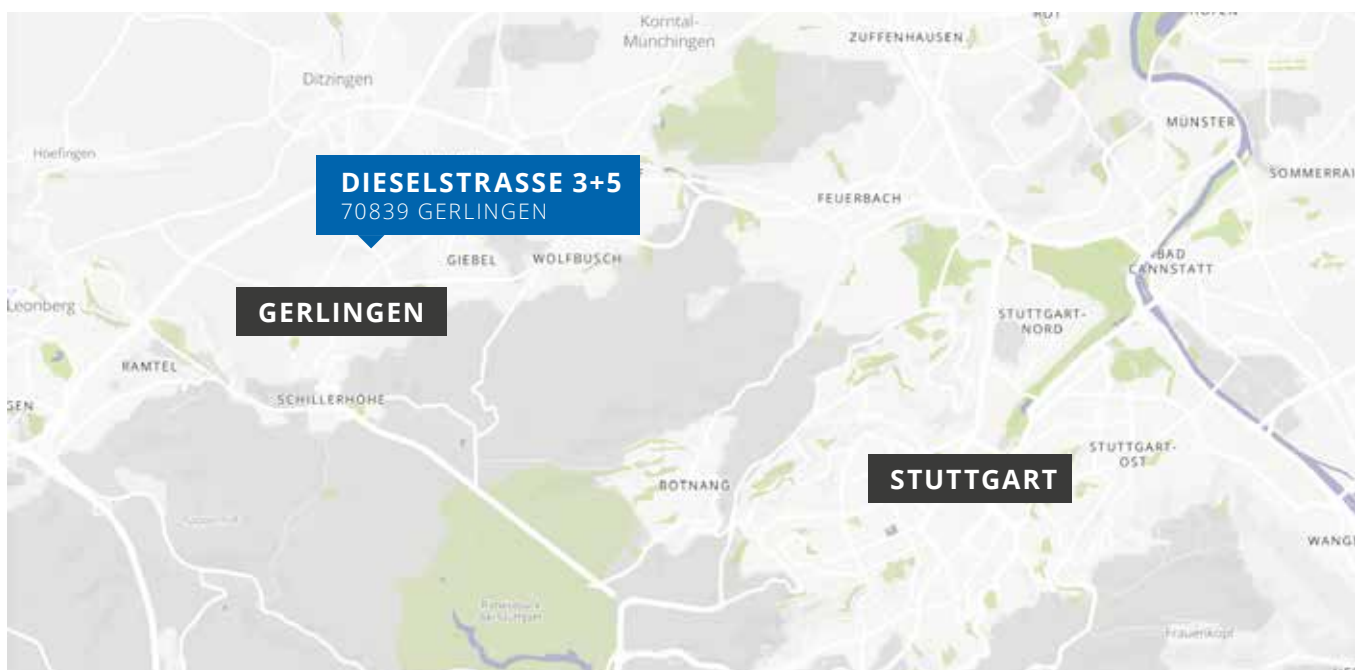 Korntal-
Münchingen
ZUFFENHAUSEN
Ditzingen
MÜNSTER
Hoefingen
SOMMERRAI
DIESELSTRASSE 3+5
70839 GERLINGEN
FEUERBACH
GIEBEL
WOLFBUSCH
BAD
CANNSTATT
Leonberg
GERLINGEN
STUTTGART-
NORD
RAMTEL
SCHILLERHÖHE
GEN
STUTTGART-
OST
STUTTGART
BOTNANG
WANGE
Frauenkopf